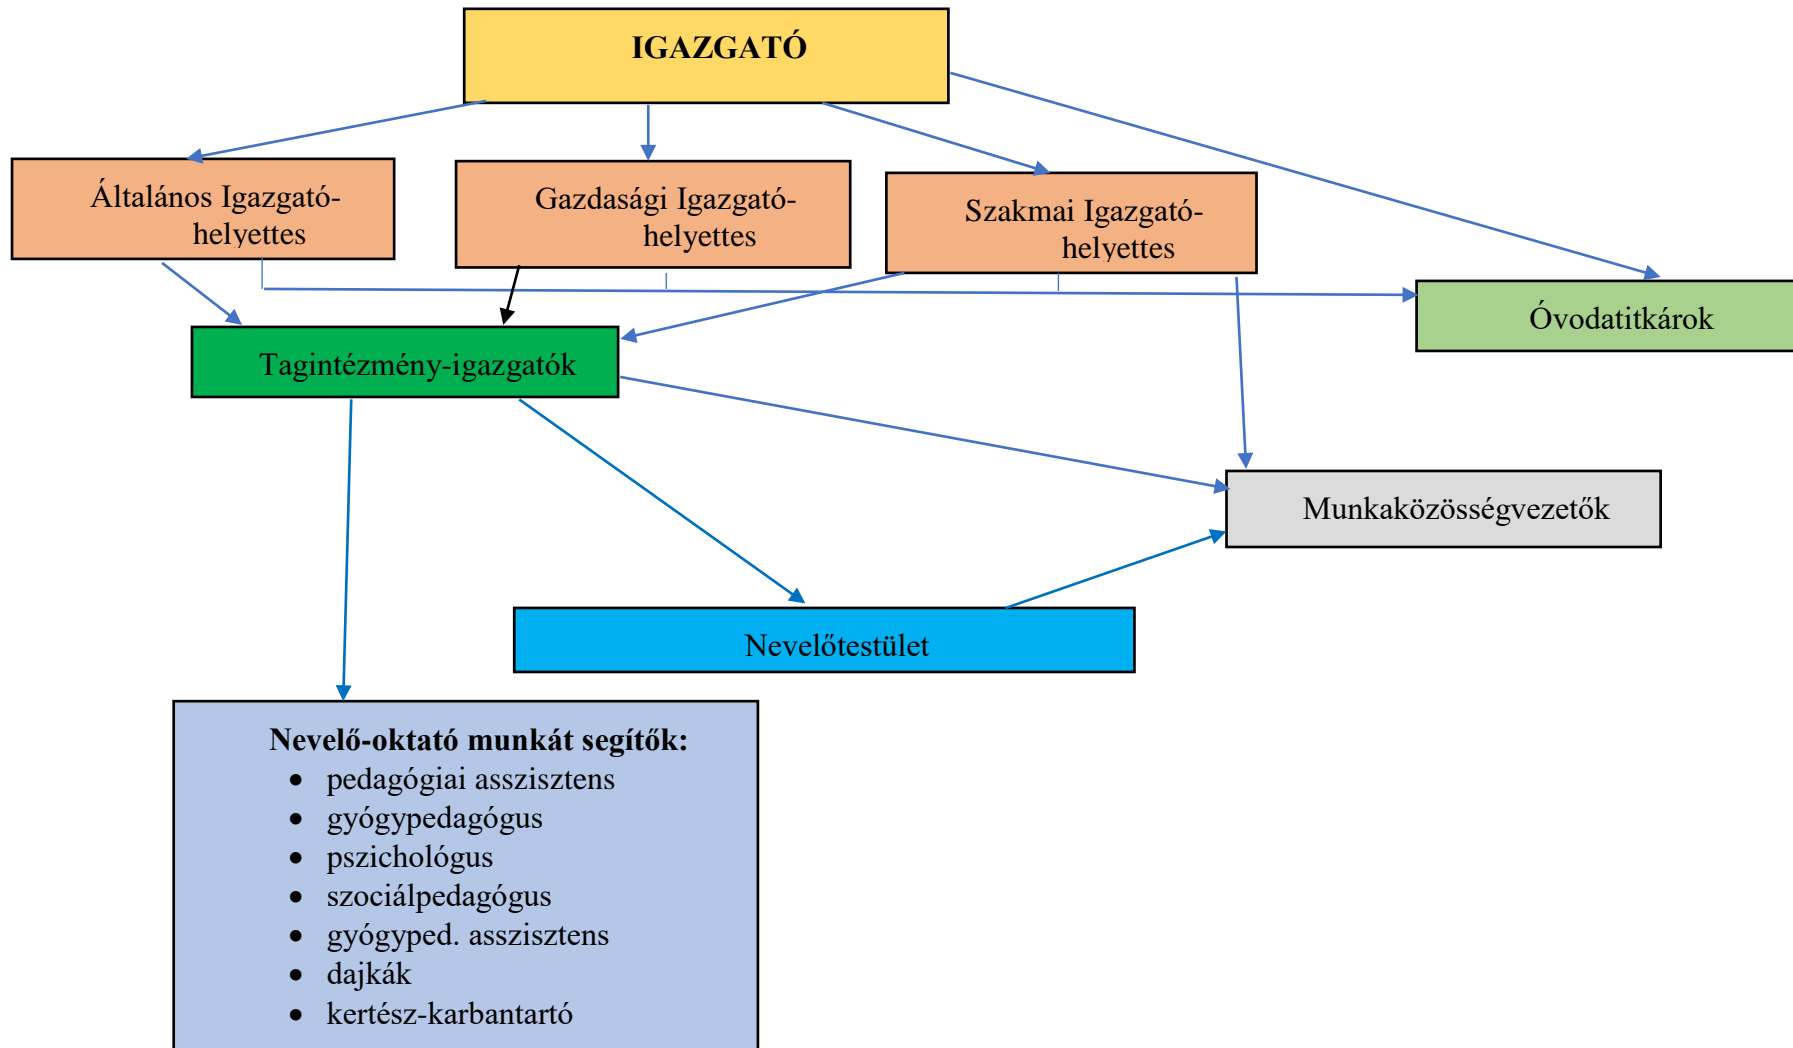 IGAZGATÓ
Általános Igazgató-
helyettes
Gazdasági Igazgató-
helyettes
Szakmai Igazgató-
helyettes
Óvodatitkárok
Tagintézmény-igazgatók
Munkaközösségvezetők
Nevelőtestület
Nevelő-oktató munkát segítők:
• pedagógiai asszisztens
• gyógypedagógus
• pszichológus
• szociálpedagógus
• gyógyped. asszisztens
• dajkák
• kertész-karbantartó